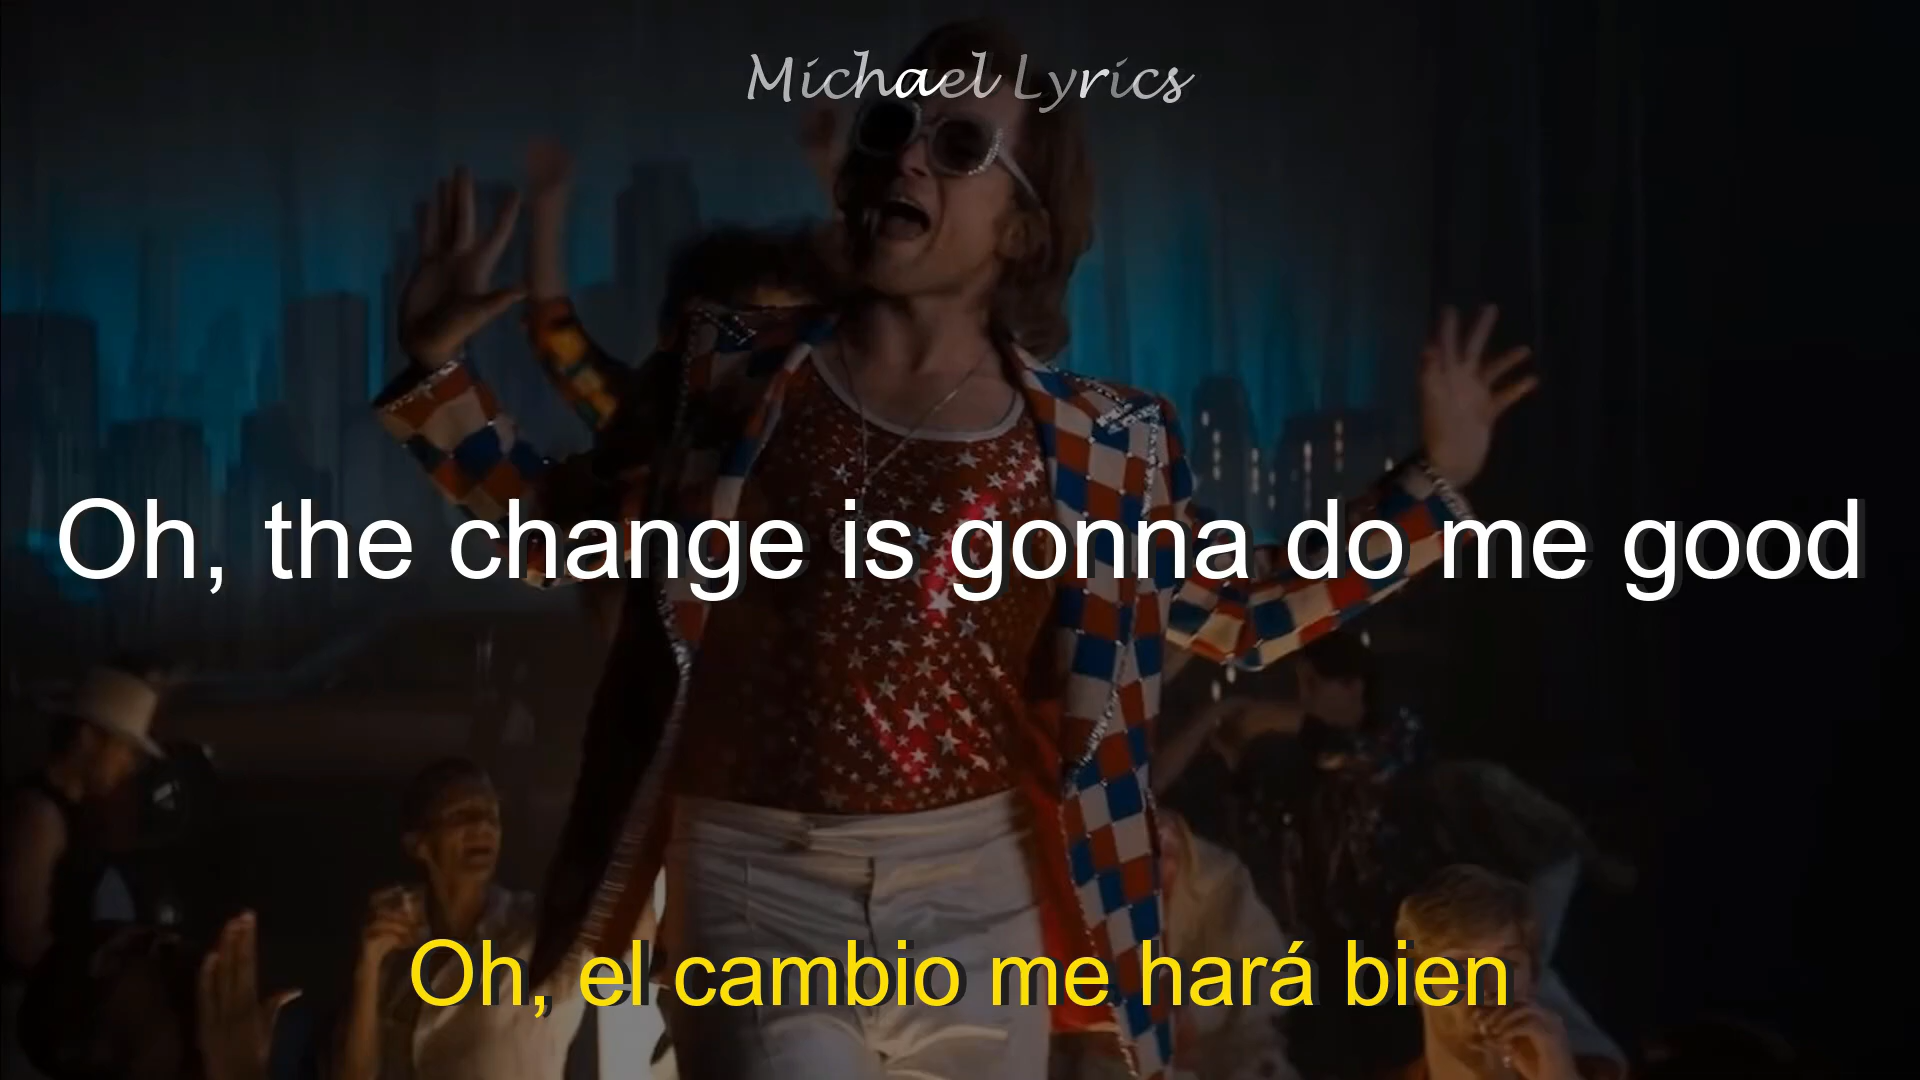 Michael Lyrics
Oh, the change is gonna do me good
Oh, el cambio me hará bien